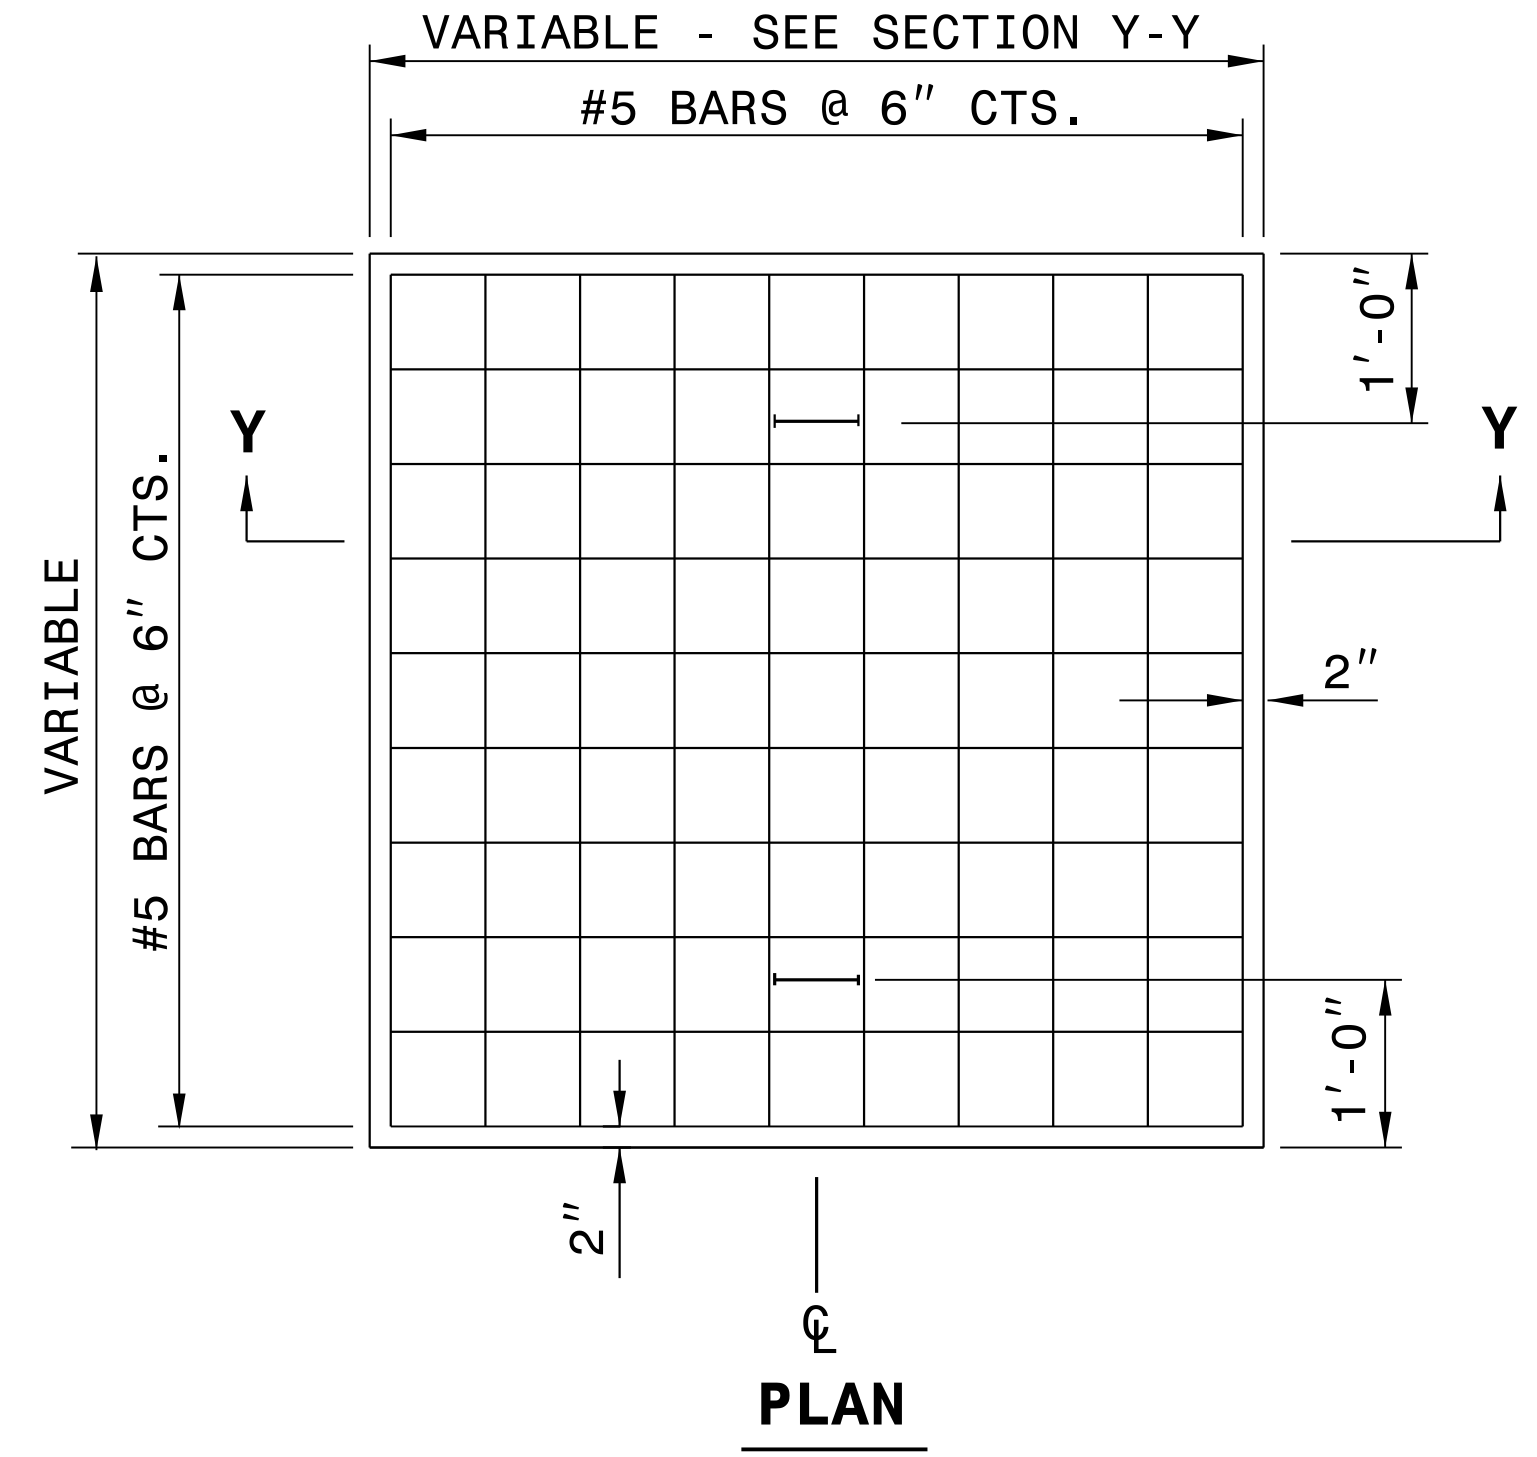 VARIABLE - SEE SECTION Y-Y
#5 BARS @ 6" CTS.
1'-0"
Y
Y
VARIABLE
#5 BARS @ 6" CTS.
2"
1'-0"
2"
℄
PLAN